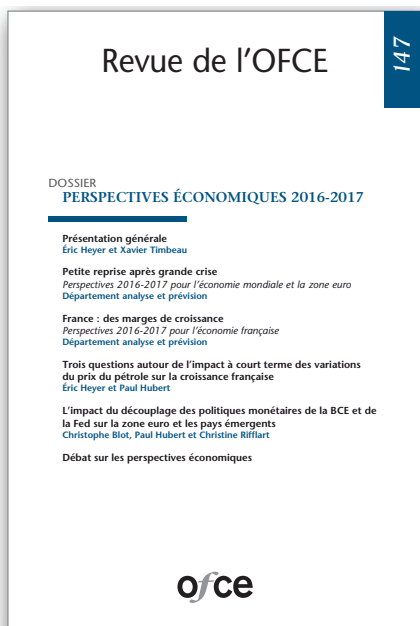 Revue de l'OFCE
147
DOSSIER
PERSPECTIVES ÉCONOMIQUES 2016-2017
Présentation générale
Éric Heyer et Xavier Timbeau
Petite reprise après grande crise
Perspectives 2016-2017 pour l'économie mondiale et la zone euro
Département analyse et prévision
France : des marges de croissance
Perspectives 2016-2017 pour l'économie française
Département analyse et prévision
Trois questions autour de l'impact à court terme des variations
du prix du pétrole sur la croissance française
Éric Heyer et Paul Hubert
L'impact du découplage des politiques monétaires de la BCE et de
la Fed sur la zone euro et les pays émergents
Christophe Blot, Paul Hubert et Christine Rifflart
Débat sur les perspectives économiques
ofce